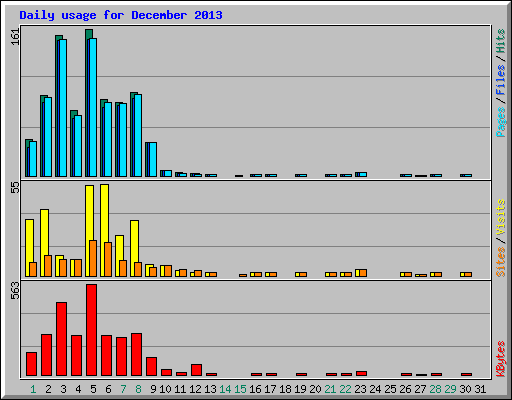 Daily usage for December 2013
161
Pages/Files/Hits
55
Sites/Visits
563
KBytes
1 2 3 4 5 6 7 8 9 10 11 12 13 14 15 16 17 18 19 20 21 22 23 24 25 26 27 28 29 30 31